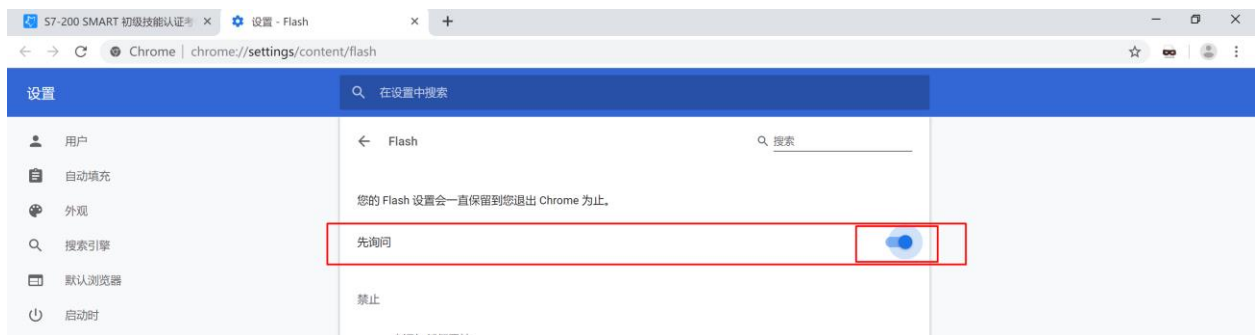 S7-200 SMART 初级技能认证考
设置 - Flash
Chrome | chrome://settings/content/flash
设置
在设置中搜索
用户
Flash
搜索
自动填充
您的 Flash 设置会一直保留到您退出 Chrome 为止。
外观
搜索引擎
先询问
默认浏览器
禁止
启动时